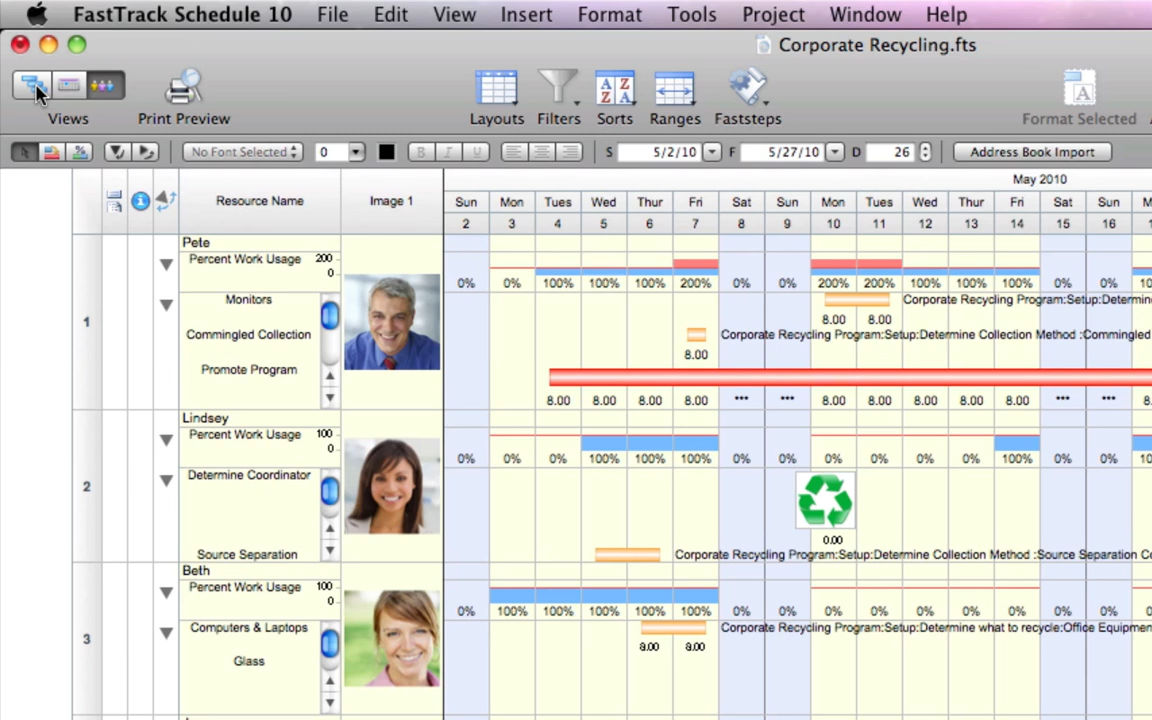 FastTrack Schedule 10 File Edit View Insert Format Tools Project Window Help
Corporate Recycling.fts
Views Print Preview Layouts Filters Sorts Ranges Faststeps Format Selected
No Font Selected 0 B I U S 5/2/10 F 5/27/10 D 26 Address Book Import
May 2010
Resource Name Image 1
Sun Mon Tues Wed Thur Fri Sat Sun Mon Tues Wed Thur Fri Sat Sun
2 3 4 5 6 7 8 9 10 11 12 13 14 15 16
Pete
Percent Work Usage 200
0
0% 0% 100% 100% 100% 200% 0% 0% 200% 200% 100% 100% 100% 0% 0%
1
Monitors Corporate Recycling Program:Setup:Determine
8.00 8.00
Commingled Collection Corporate Recycling Program:Setup:Determine Collection Method :Commingled
8.00
Promote Program
8.00 8.00 8.00 8.00 *** *** 8.00 8.00 8.00 8.00 8.00 *** ***
Lindsey
Percent Work Usage 100
0
0% 0% 0% 100% 100% 100% 0% 0% 0% 0% 0% 0% 100% 0% 0%
2
Determine Coordinator
0.00
Source Separation Corporate Recycling Program:Setup:Determine Collection Method :Source Separation
Beth
Percent Work Usage 100
0
0% 100% 100% 100% 100% 100% 0% 0% 0% 0% 0% 0% 0% 0% 0%
3
Computers & Laptops Corporate Recycling Program:Setup:Determine what to recycle:Office Equipmen
8.00 8.00
Glass